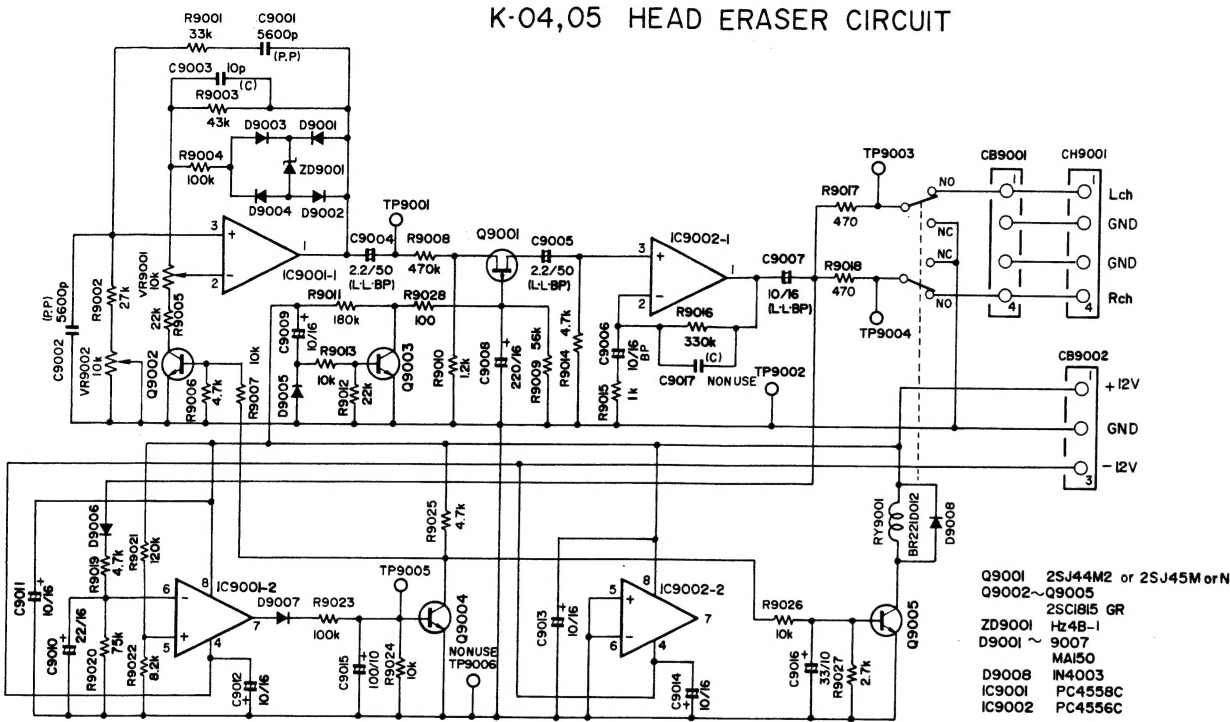 K-04,05 HEAD ERASER CIRCUIT
R9001
33k
C9001
5600p
(P.P)
C9003
10p
(C)
R9003
43k
D9003
D9001
R9004
100k
ZD9001
D9004
D9002
3
+
2
-
1
IC9001-1
VR9001
10k
R9005
22k
(P.P)
5600p
C9002
R9002
27k
VR9002
10k
Q9002
R9006
4.7k
R9007
10k
C9004
2.2/50
(L·L·BP)
TP9001
R9008
470k
Q9001
C9005
2.2/50
(L·L·BP)
R9011
180k
R9028
100
C9009
10/16
+
R9013
10k
D9005
R9012
22k
Q9003
R9010
1.2k
C9008
220/16
+
R9009
56k
R9014
4.7k
3
+
2
-
1
IC9002-1
C9006
10/16
BP
R9015
1k
R9016
330k
(C)
C9017
NON USE
C9007
10/16
(L·L·BP)
TP9002
R9017
470
TP9003
R9018
470
TP9004
NO
NC
NC
NO
CB9001
1
4
CH9001
1
4
Lch
GND
GND
Rch
CB9002
1
3
+12V
GND
-12V
C9011
10/16
+
D9006
R9019
4.7k
R9021
120k
C9010
22/16
+
R9020
75k
R9022
8.2k
6
-
5
+
8
4
7
IC9001-2
C9012
10/16
+
D9007
R9023
100k
C9015
100/10
+
TP9005
R9024
10k
R9025
4.7k
Q9004
NON USE
TP9006
C9013
10/16
+
5
+
6
-
8
4
7
IC9002-2
C9014
10/16
+
R9026
10k
C9016
33/10
+
R9027
2.7k
Q9005
RY9001
BR221D012
D9008
Q9001 2SJ44M2 or 2SJ45M or N
Q9002~Q9005
2SC1815 GR
ZD9001 Hz4B-1
D9001 ~ 9007
MA150
D9008 IN4003
IC9001 PC4558C
IC9002 PC4556C